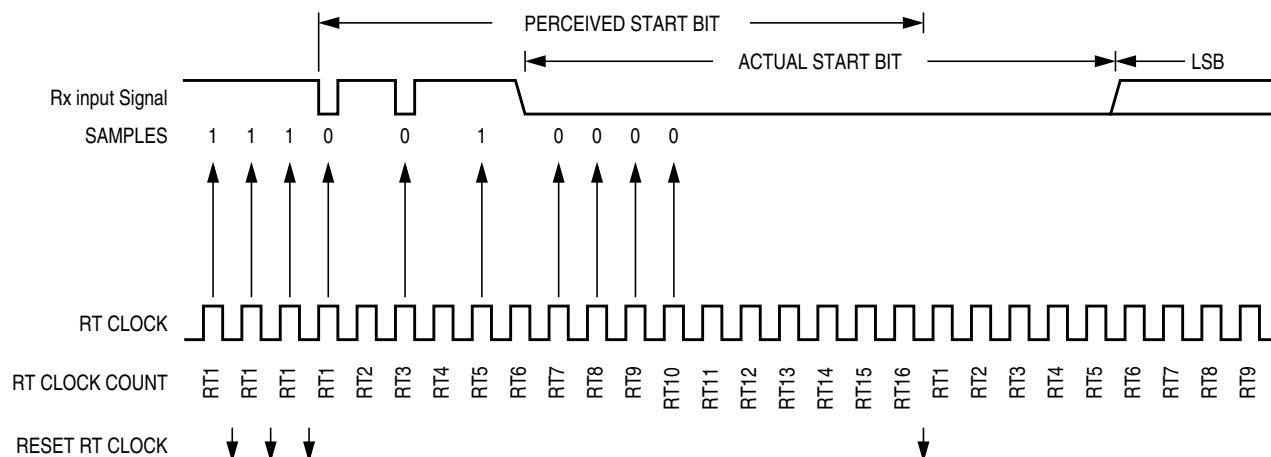 PERCEIVED START BIT
ACTUAL START BIT LSB
Rx input Signal
SAMPLES 1 1 1 0 0 1 0 0 0 0
RT CLOCK
RT CLOCK COUNT RT1 RT1 RT1 RT1 RT2 RT3 RT4 RT5 RT6 RT7 RT8 RT9 RT10 RT11 RT12 RT13 RT14 RT15 RT16 RT1 RT2 RT3 RT4 RT5 RT6 RT7 RT8 RT9
RESET RT CLOCK